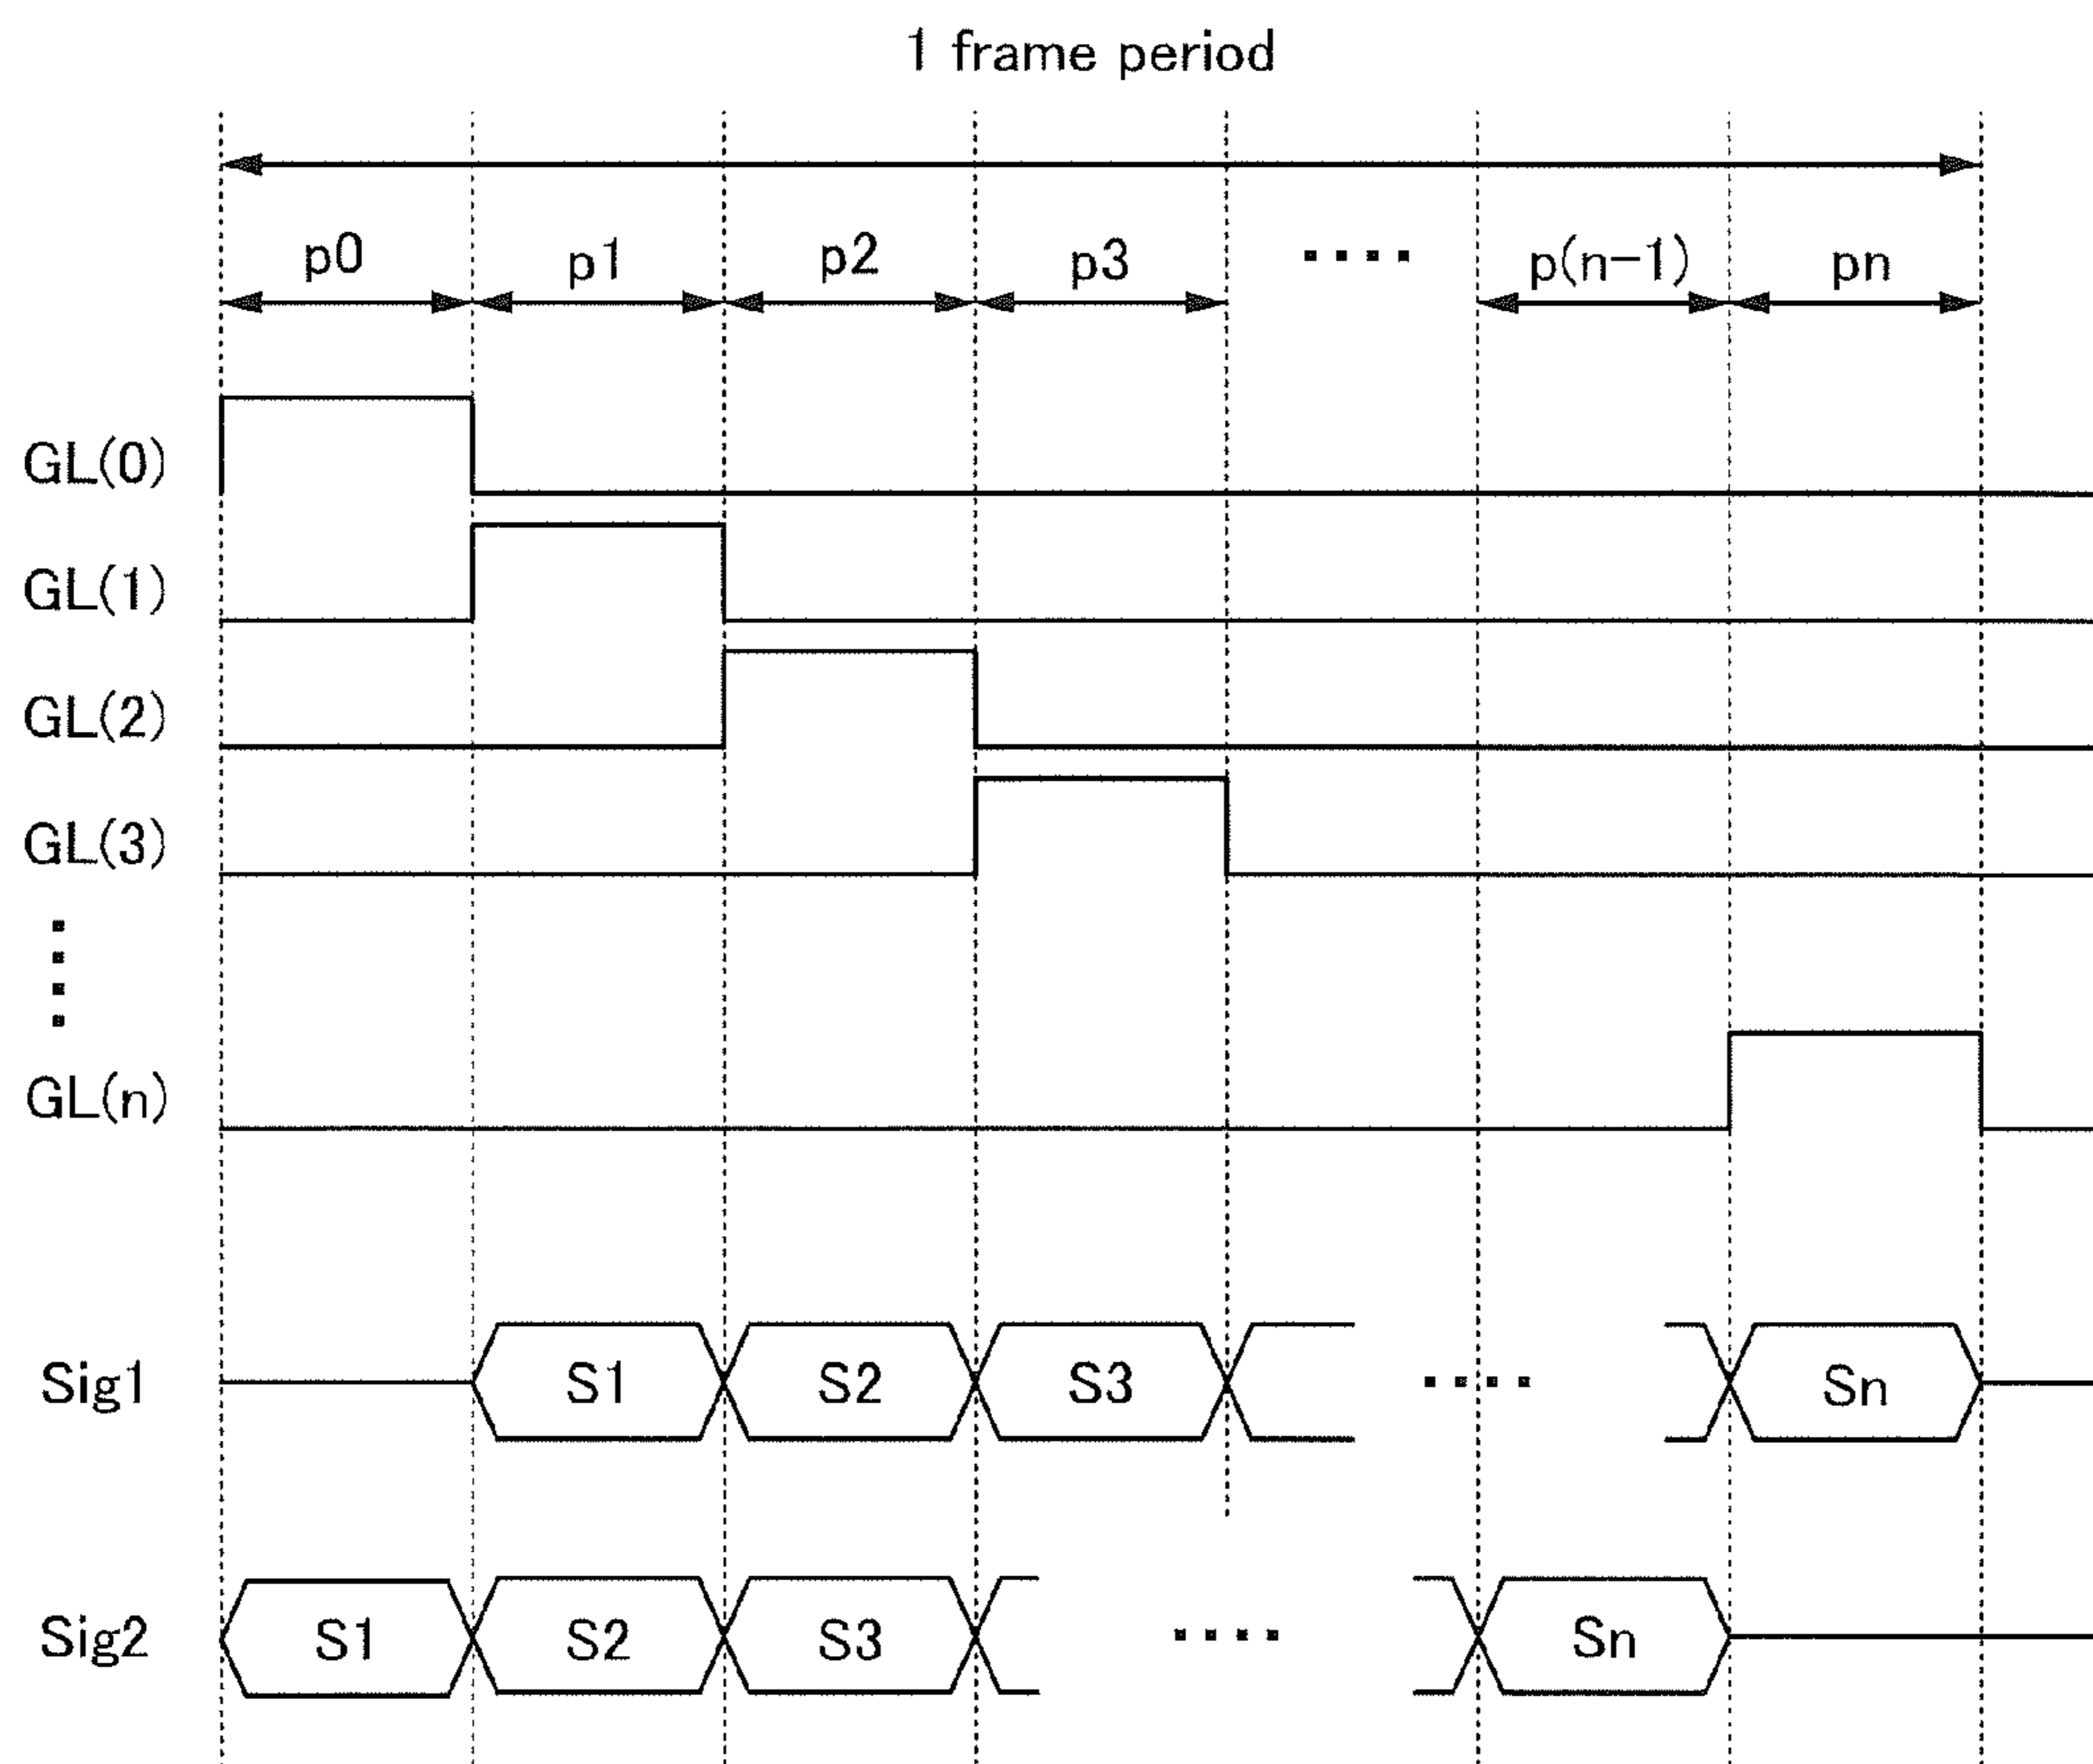 1 frame period
p0 p1 p2 p3 ···· p(n-1) pn
GL(0)
GL(1)
GL(2)
GL(3)
GL(n)
Sig1 S1 S2 S3 ···· Sn
Sig2 S1 S2 S3 ···· Sn